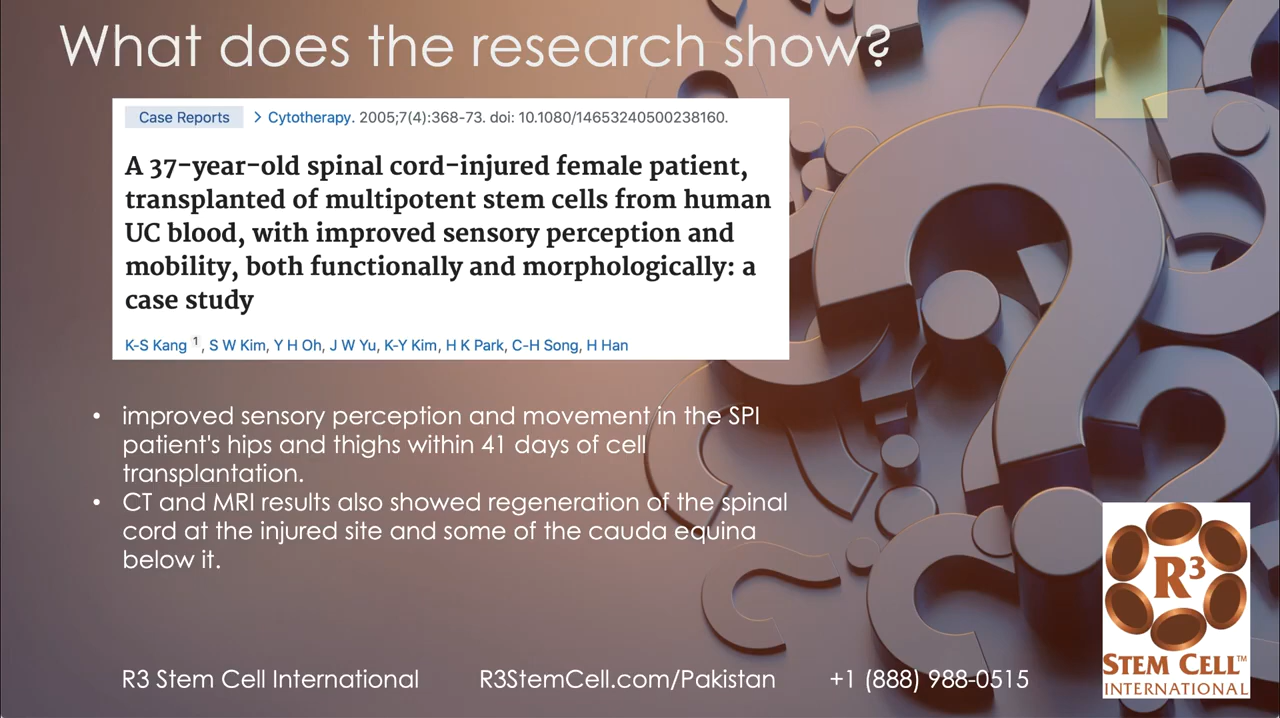 What does the research show?
Case Reports > Cytotherapy. 2005;7(4):368-73. doi: 10.1080/14653240500238160.
A 37-year-old spinal cord-injured female patient,
transplanted of multipotent stem cells from human
UC blood, with improved sensory perception and
mobility, both functionally and morphologically: a
case study
K-S Kang 1, S W Kim, Y H Oh, J W Yu, K-Y Kim, H K Park, C-H Song, H Han
• improved sensory perception and movement in the SPI
patient's hips and thighs within 41 days of cell
transplantation.
• CT and MRI results also showed regeneration of the spinal
cord at the injured site and some of the cauda equina
below it.
R³
STEM CELL™
INTERNATIONAL
R3 Stem Cell International R3StemCell.com/Pakistan +1 (888) 988-0515